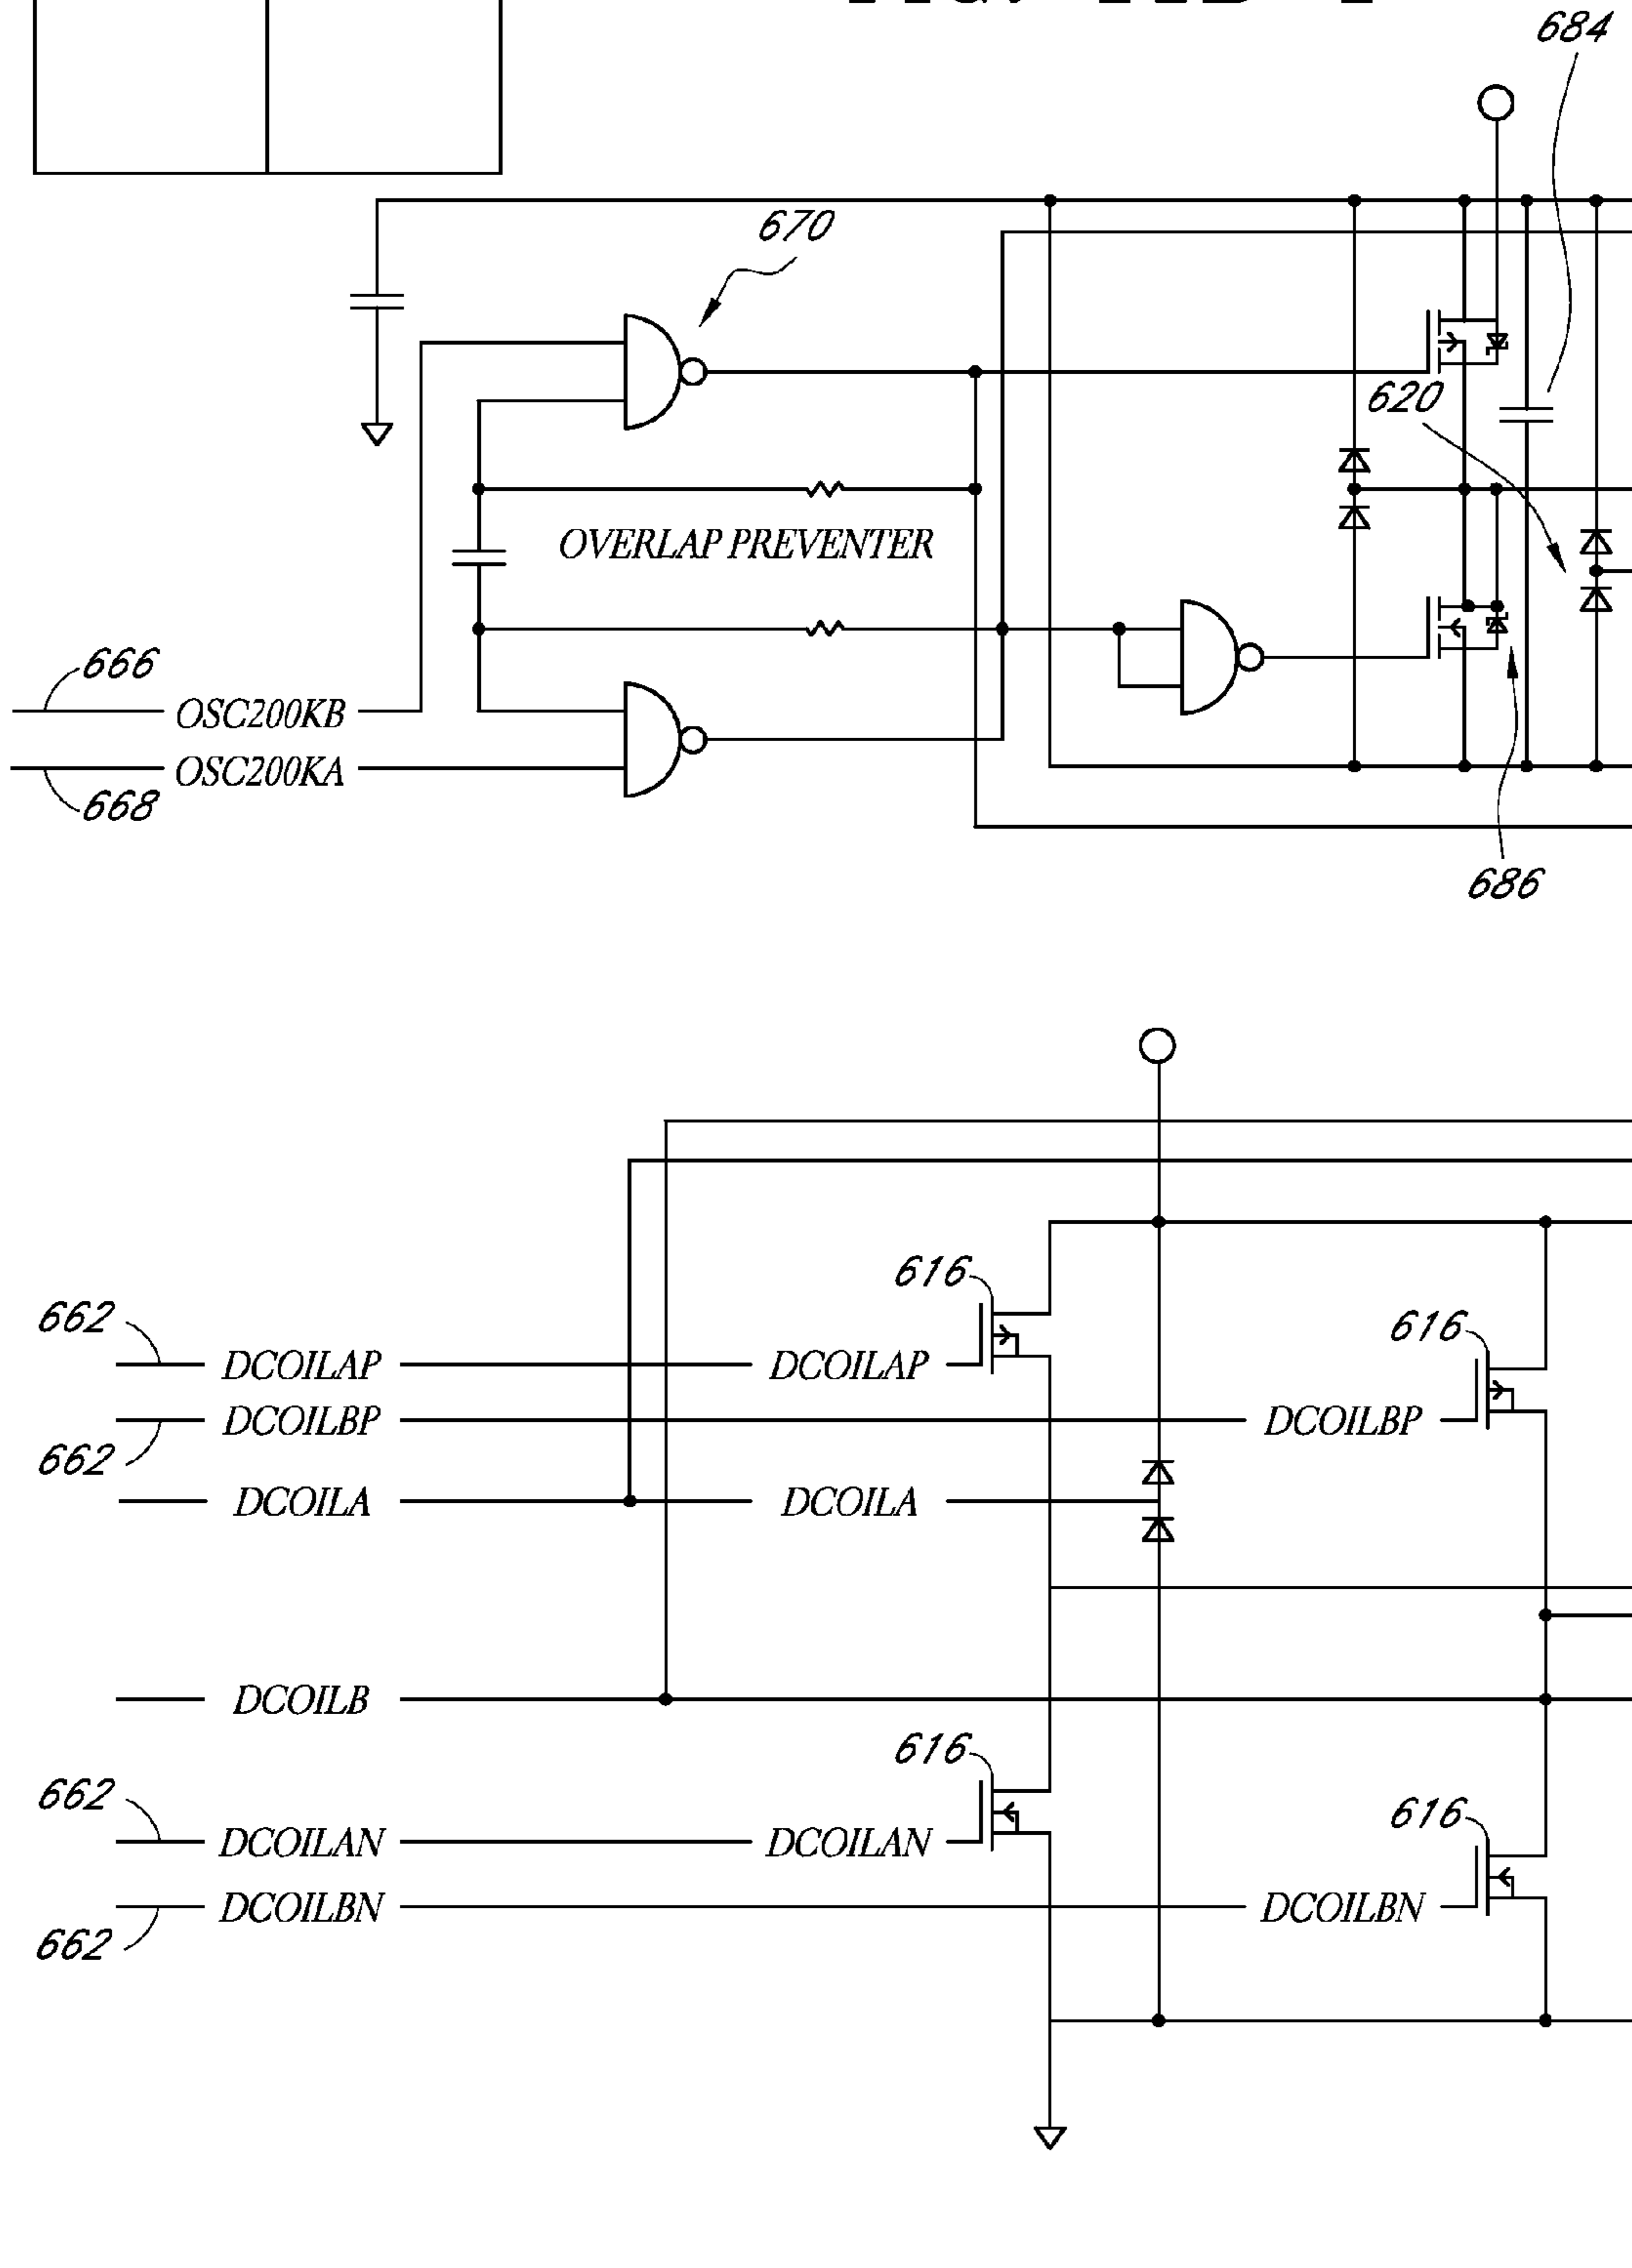 684
670
620
OVERLAP PREVENTER
666
OSC200KB
OSC200KA
668
686
616
662
DCOILAP
DCOILAP
616
DCOILBP
DCOILBP
662
DCOILA
DCOILA
DCOILB
616
662
DCOILAN
DCOILAN
616
DCOILBN
DCOILBN
662